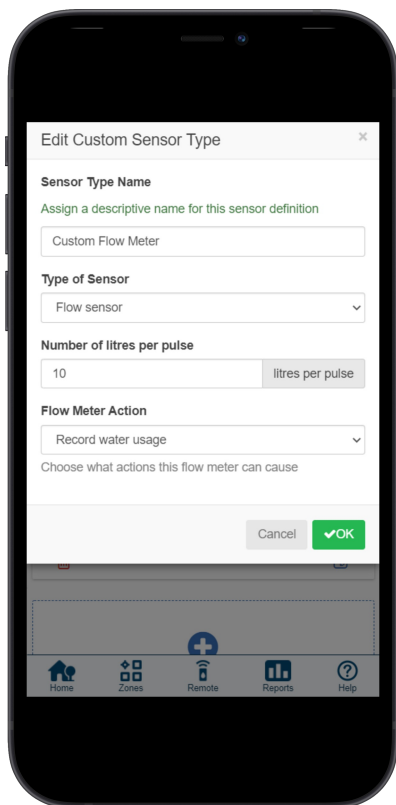 Edit Custom Sensor Type
×
Sensor Type Name
Assign a descriptive name for this sensor definition
Custom Flow Meter
Type of Sensor
Flow sensor
Number of litres per pulse
10 litres per pulse
Flow Meter Action
Record water usage
Choose what actions this flow meter can cause
Cancel ✔OK
Home Zones Remote Reports Help